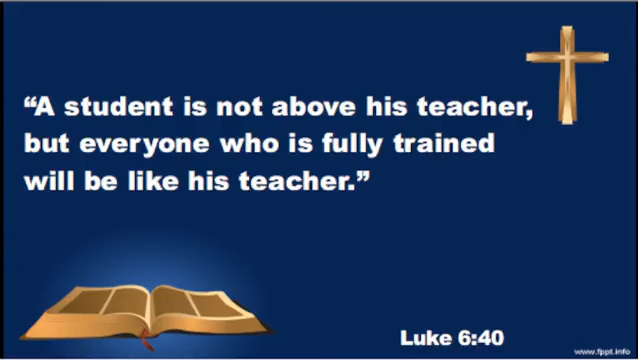 “A student is not above his teacher,
but everyone who is fully trained
will be like his teacher.”
Luke 6:40
www.fppt.info